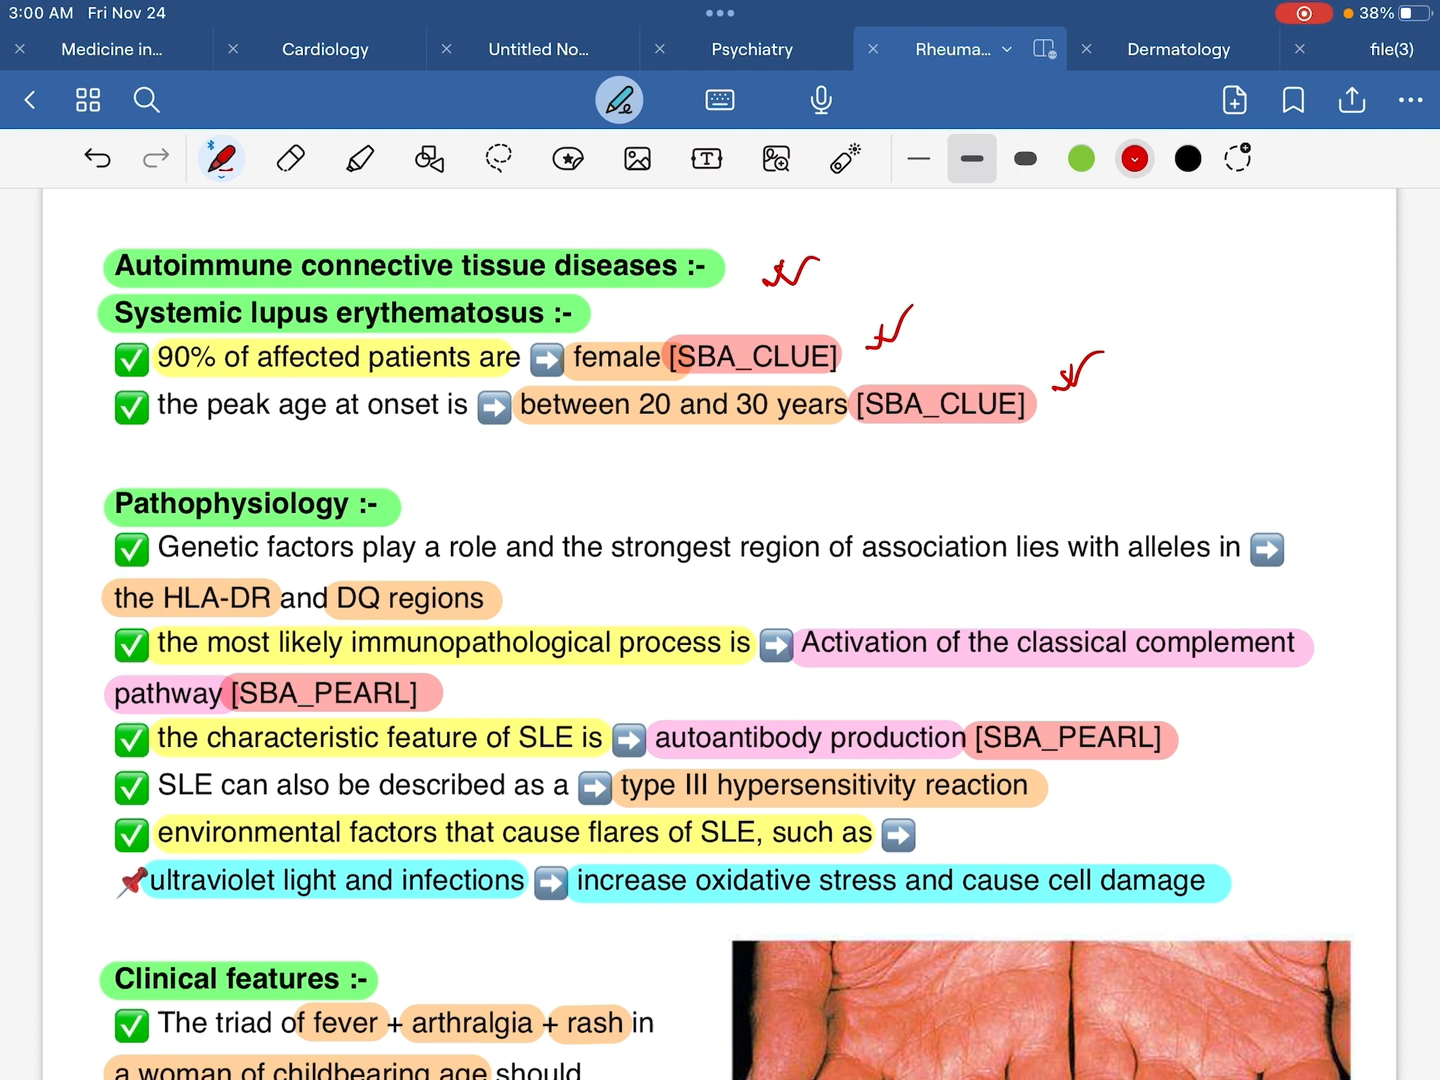 3:00 AM Fri Nov 24
38%
Medicine in...
Cardiology
Untitled No...
Psychiatry
Rheuma...
Dermatology
file(3)
Autoimmune connective tissue diseases :-
Systemic lupus erythematosus :-
✅ 90% of affected patients are ➡️ female [SBA_CLUE]
✅ the peak age at onset is ➡️ between 20 and 30 years [SBA_CLUE]
Pathophysiology :-
✅ Genetic factors play a role and the strongest region of association lies with alleles in ➡️
the HLA-DR and DQ regions
✅ the most likely immunopathological process is ➡️ Activation of the classical complement
pathway [SBA_PEARL]
✅ the characteristic feature of SLE is ➡️ autoantibody production [SBA_PEARL]
✅ SLE can also be described as a ➡️ type III hypersensitivity reaction
✅ environmental factors that cause flares of SLE, such as ➡️
📌ultraviolet light and infections ➡️ increase oxidative stress and cause cell damage
Clinical features :-
✅ The triad of fever + arthralgia + rash in
a woman of childbearing age should